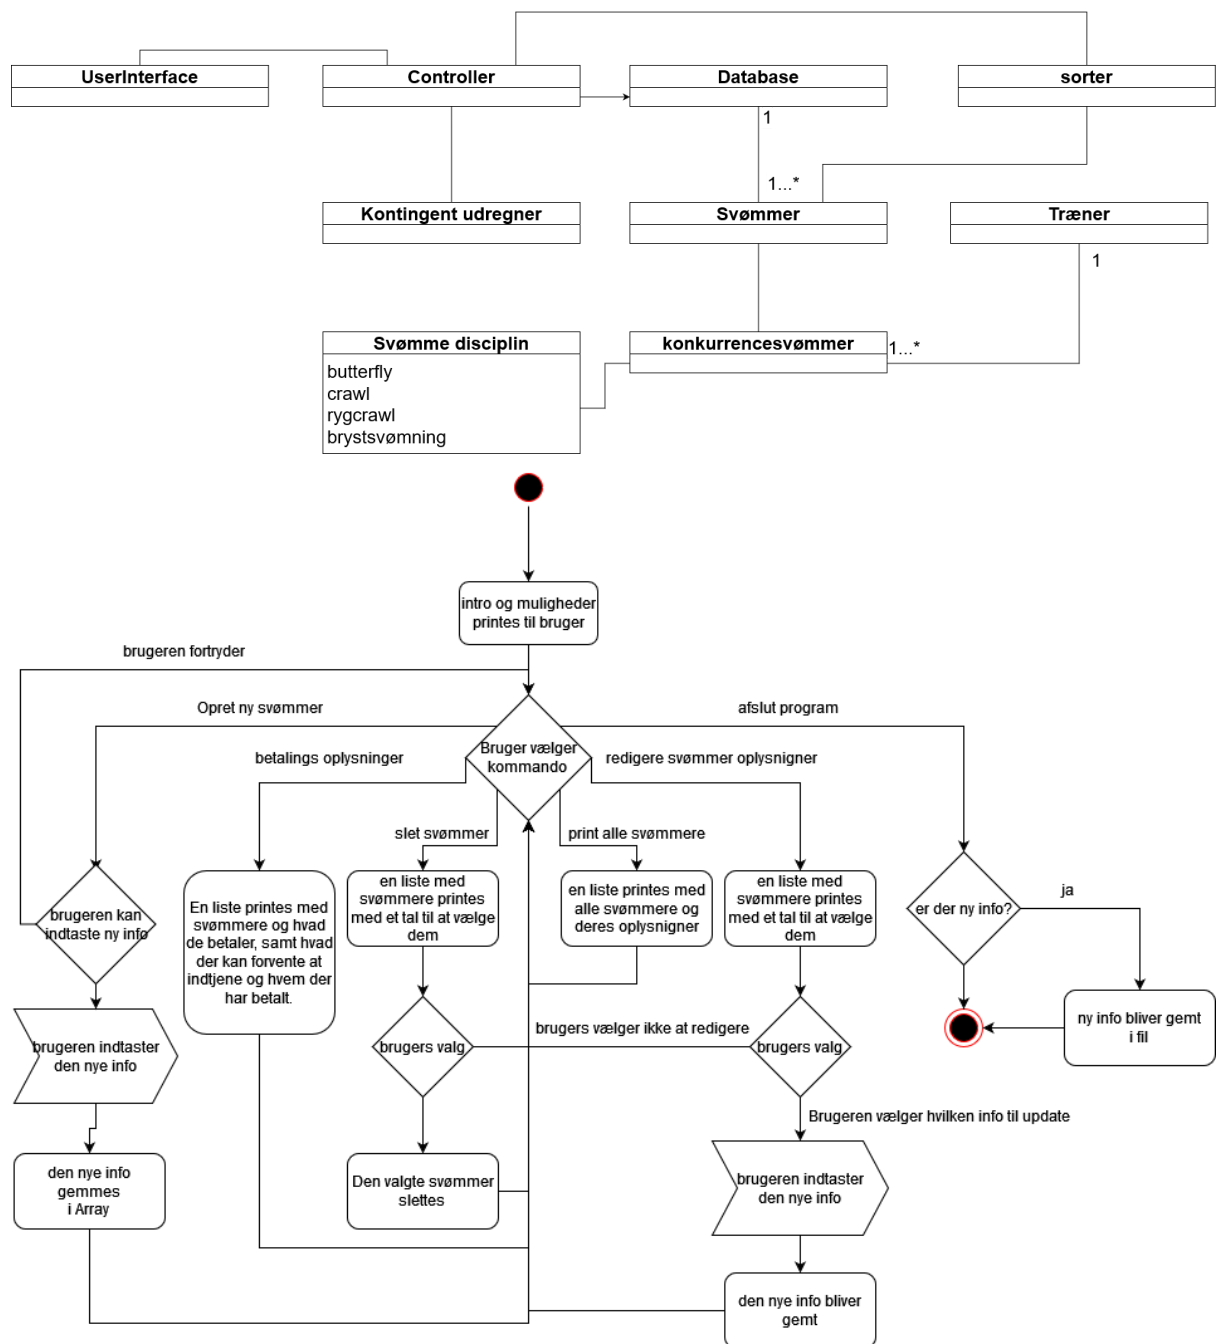 UserInterface
Controller
Database
sorter
1
1...*
Kontingent udregner
Svømmer
Træner
1
Svømme disciplin
butterfly
crawl
rygcrawl
brystsvømning
konkurrencesvømmer
1...*
intro og muligheder
printes til bruger
brugeren fortryder
Opret ny svømmer
afslut program
betalings oplysninger
Bruger vælger
kommando
redigere svømmer oplysnigner
slet svømmer
print alle svømmere
brugeren kan
indtaste ny info
En liste printes med
svømmere og hvad
de betaler, samt hvad
der kan forvente at
indtjene og hvem der
har betalt.
en liste med
svømmere printes
med et tal til at vælge
dem
en liste printes med
alle svømmere og
deres oplysnigner
en liste med
svømmere printes
med et tal til at vælge
dem
er der ny info?
ja
ny info bliver gemt
i fil
brugeren indtaster
den nye info
brugers valg
brugers vælger ikke at redigere
brugers valg
Brugeren vælger hvilken info til update
den nye info
gemmes
i Array
Den valgte svømmer
slettes
brugeren indtaster
den nye info
den nye info bliver
gemt